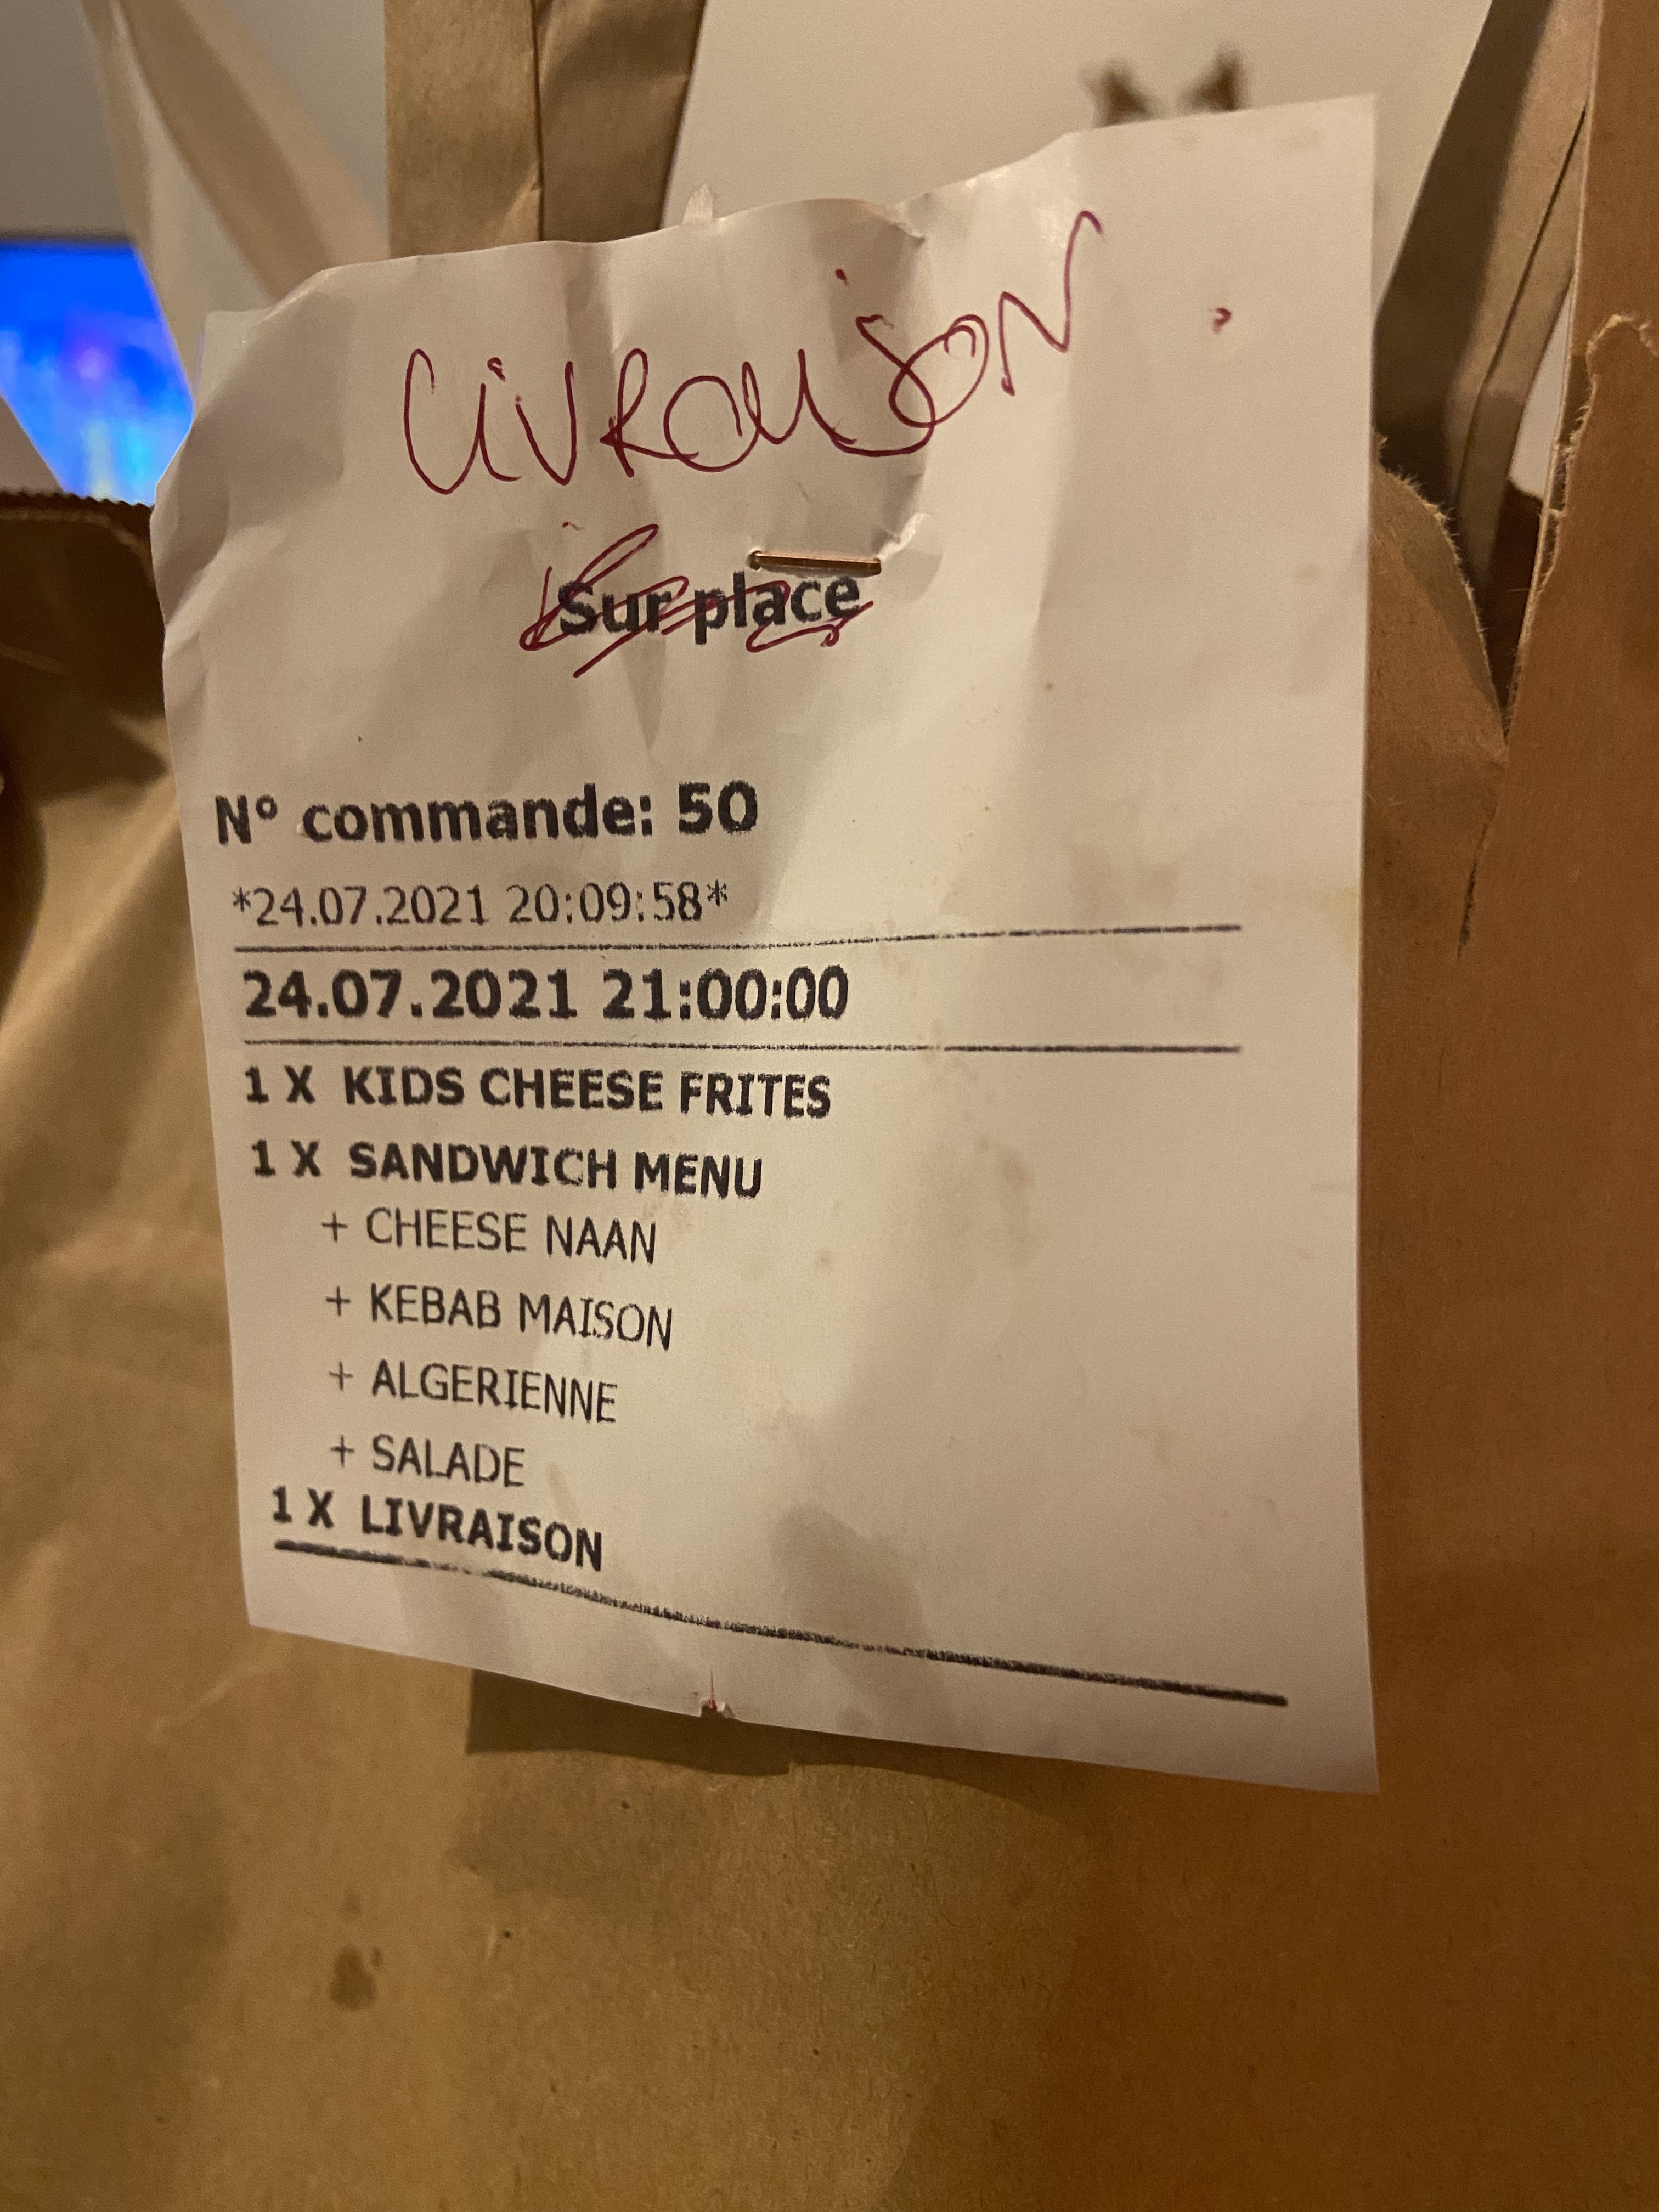 Livraison
Sur place
N° commande: 50
*24.07.2021 20:09:58*
24.07.2021 21:00:00
1 X KIDS CHEESE FRITES
1 X SANDWICH MENU
+ CHEESE NAAN
+ KEBAB MAISON
+ ALGERIENNE
+ SALADE
1 X LIVRAISON